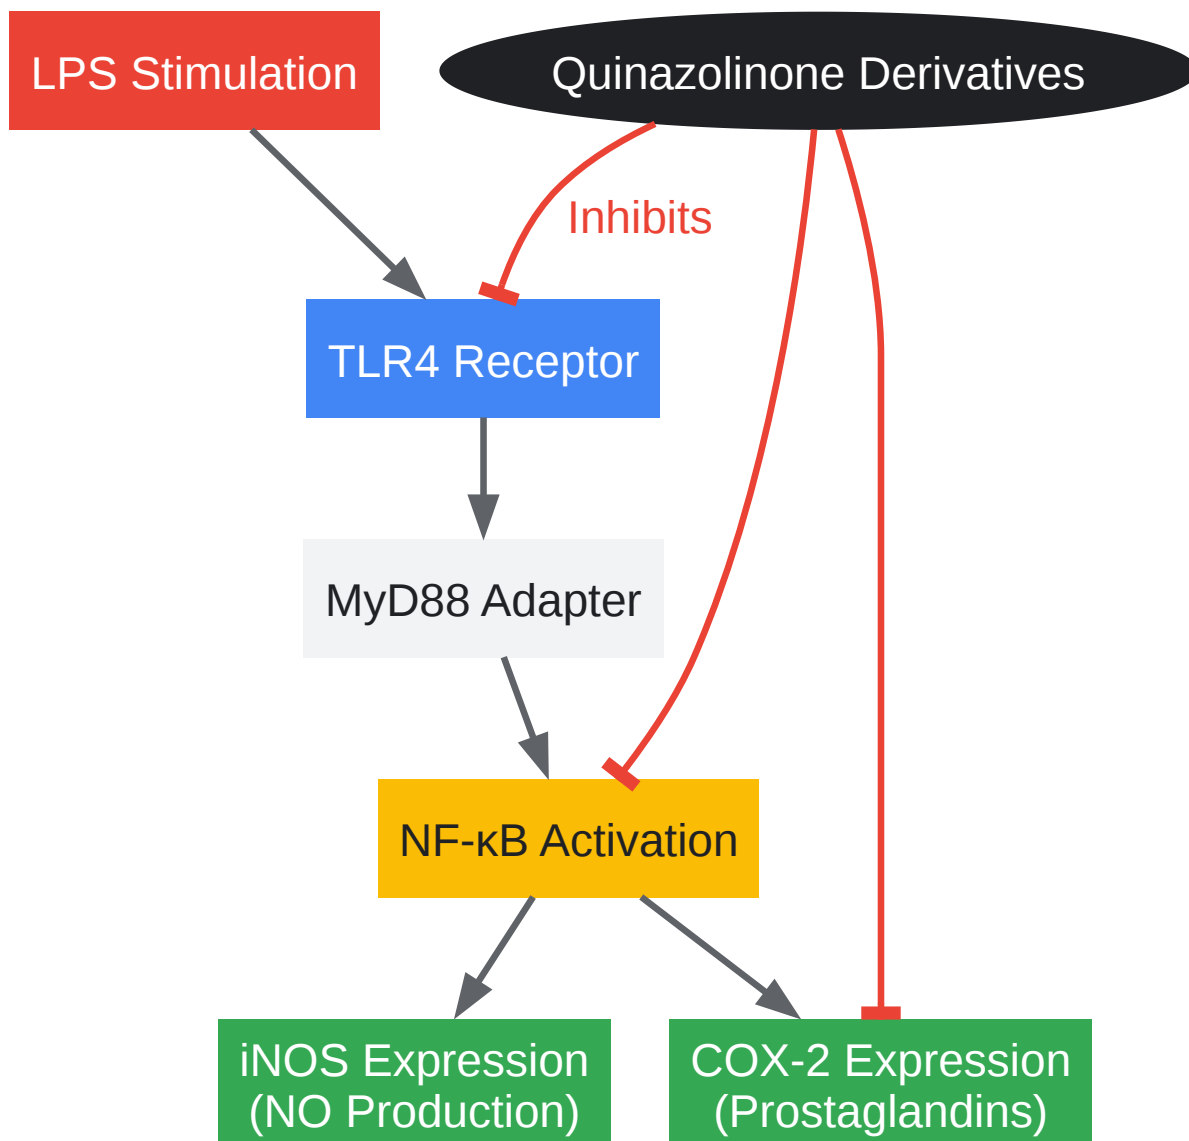 LPS Stimulation
Quinazolinone Derivatives
Inhibits
TLR4 Receptor
MyD88 Adapter
NF-κB Activation
iNOS Expression
(NO Production)
COX-2 Expression
(Prostaglandins)